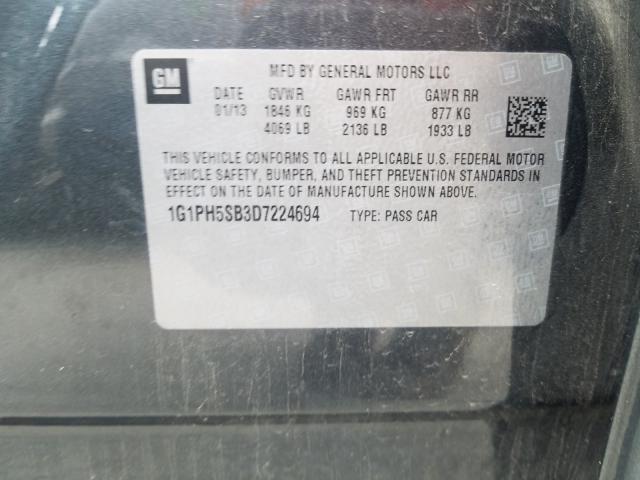 GM
MFD BY GENERAL MOTORS LLC
DATE GVWR GAWR FRT GAWR RR
01/13 1846 KG 969 KG 877 KG
4069 LB 2136 LB 1933 LB
THIS VEHICLE CONFORMS TO ALL APPLICABLE U.S. FEDERAL MOTOR
VEHICLE SAFETY, BUMPER, AND THEFT PREVENTION STANDARDS IN
EFFECT ON THE DATE OF MANUFACTURE SHOWN ABOVE.
1G1PH5SB3D7224694 TYPE: PASS CAR